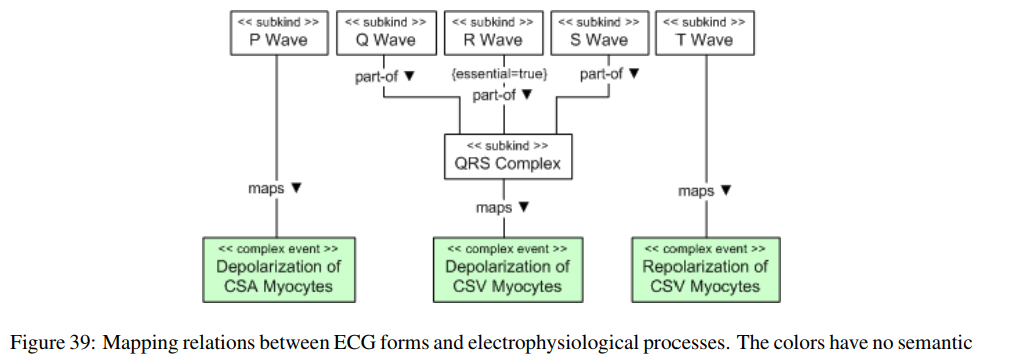 << subkind >>
P Wave
<< subkind >>
Q Wave
<< subkind >>
R Wave
<< subkind >>
S Wave
<< subkind >>
T Wave
part-of ▼
{essential=true}
part-of ▼
part-of ▼
<< subkind >>
QRS Complex
maps ▼
maps ▼
maps ▼
<< complex event >>
Depolarization of
CSA Myocytes
<< complex event >>
Depolarization of
CSV Myocytes
<< complex event >>
Repolarization of
CSV Myocytes
Figure 39: Mapping relations between ECG forms and electrophysiological processes. The colors have no semantic